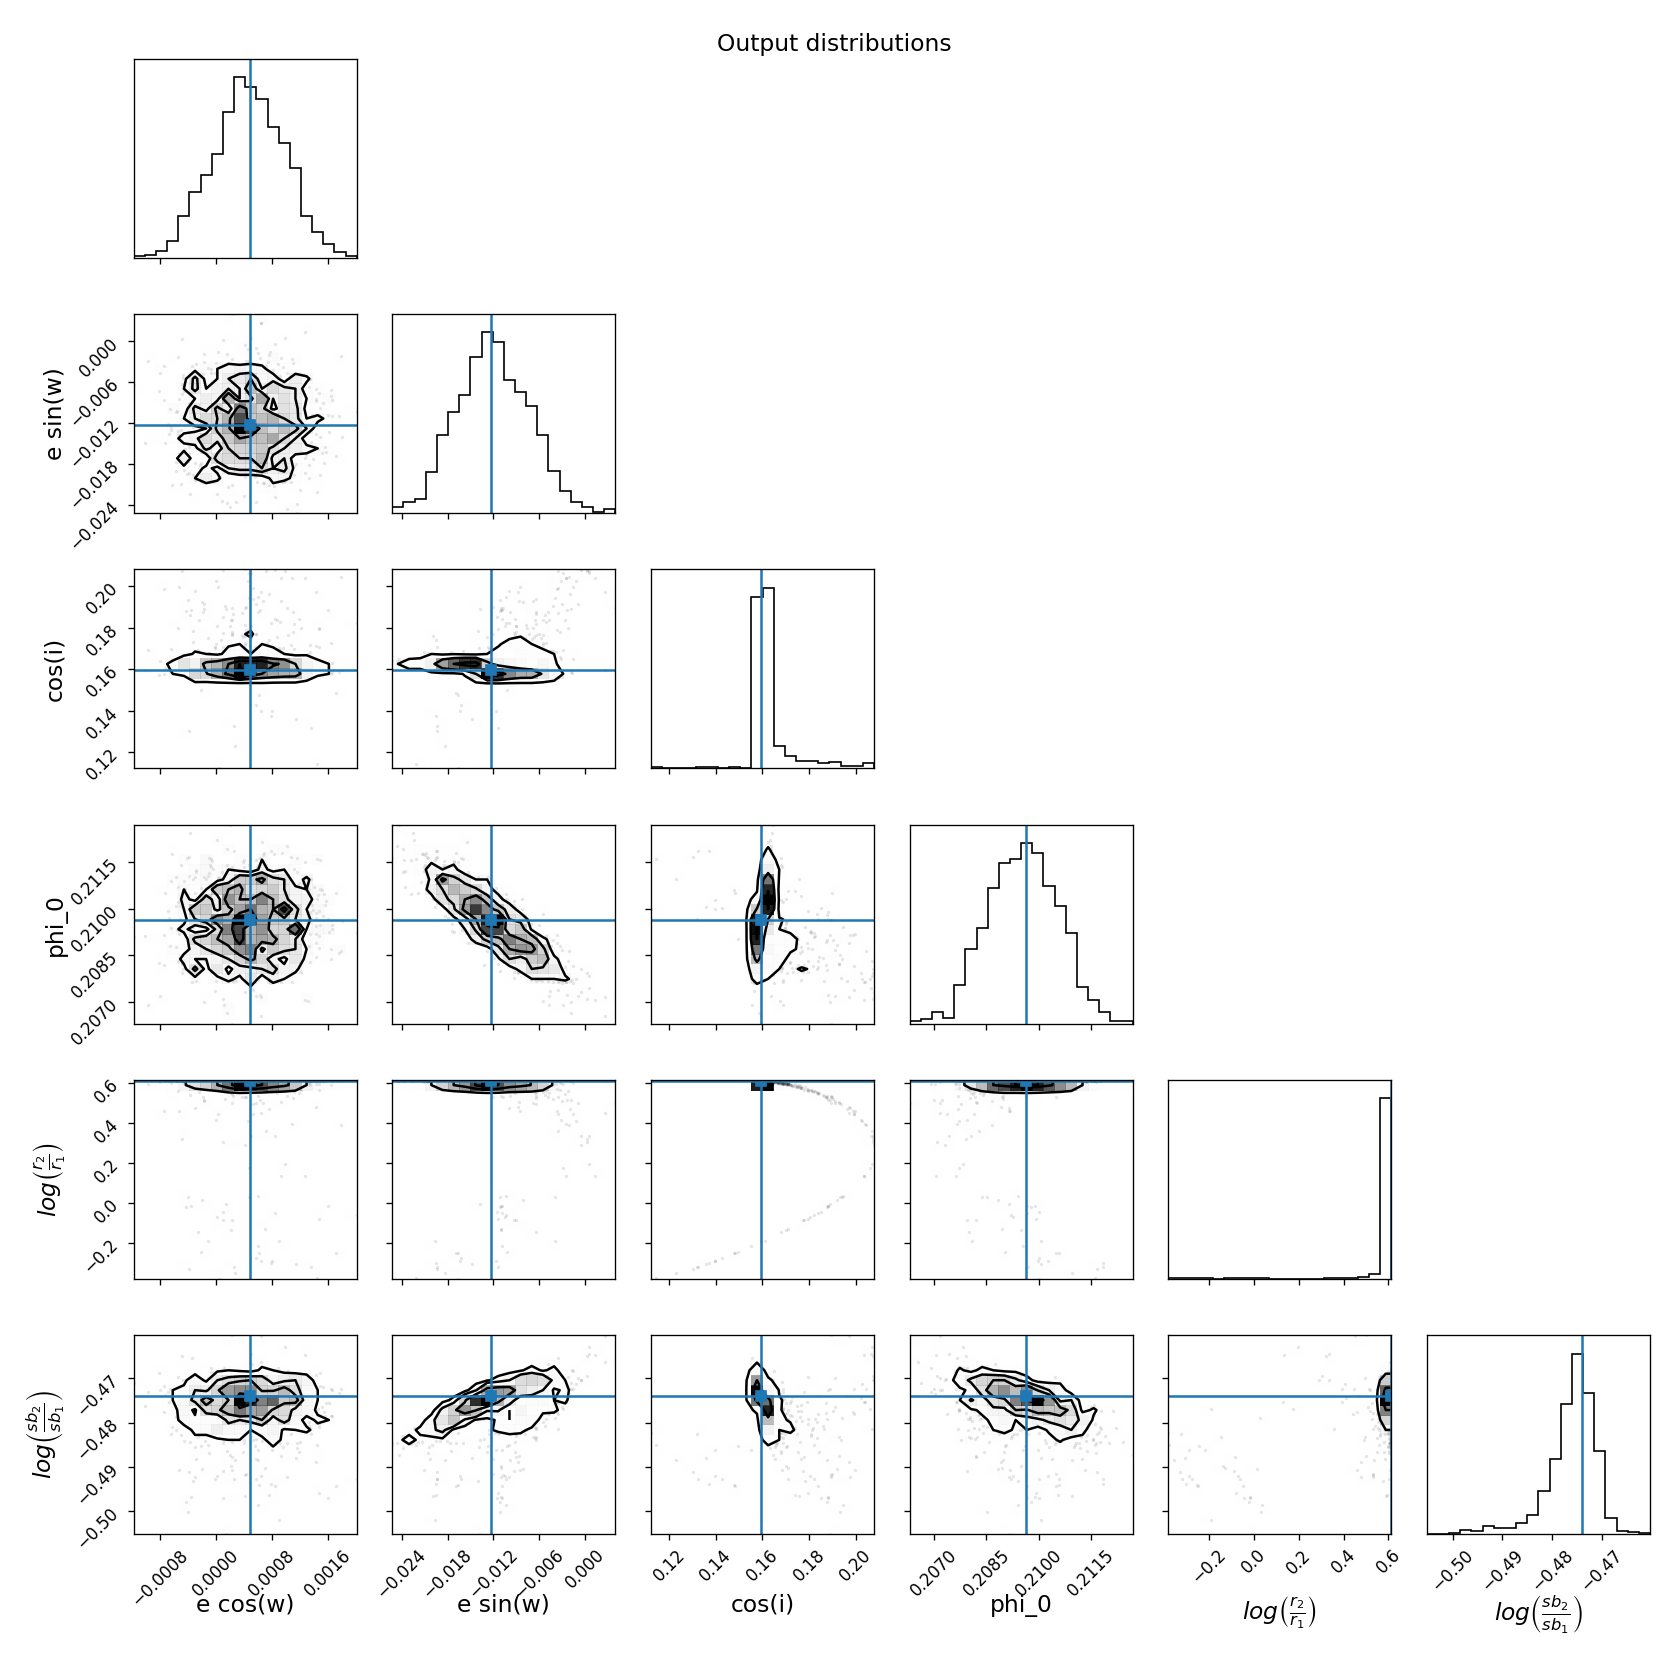 Output distributions
e sin(w)
0.000
−0.006
−0.012
−0.018
−0.024
cos(i)
0.20
0.18
0.16
0.14
0.12
phi_0
0.2115
0.2100
0.2085
0.2070
log(r₂/r₁)
0.6
0.4
0.2
0.0
−0.2
log(sb₂/sb₁)
−0.47
−0.48
−0.49
−0.50
−0.0008 0.0000 0.0008 0.0016
e cos(w)
−0.024 −0.018 −0.012 −0.006 0.000
e sin(w)
0.12 0.14 0.16 0.18 0.20
cos(i)
0.2070 0.2085 0.2100 0.2115
phi_0
−0.2 0.0 0.2 0.4 0.6
log(r₂/r₁)
−0.50 −0.49 −0.48 −0.47
log(sb₂/sb₁)